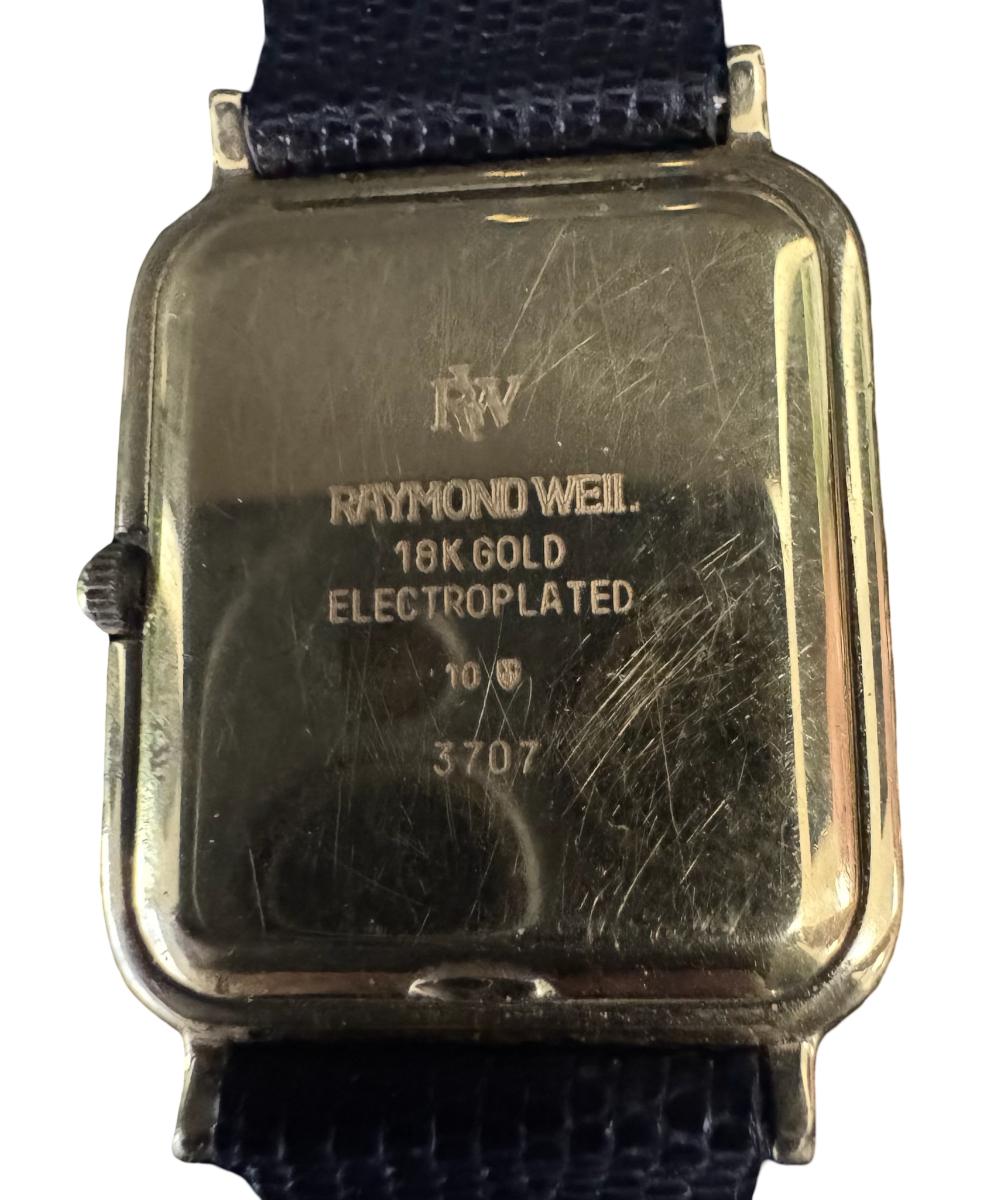 RW
RAYMOND WEIL
18K GOLD
ELECTROPLATED
10
3707